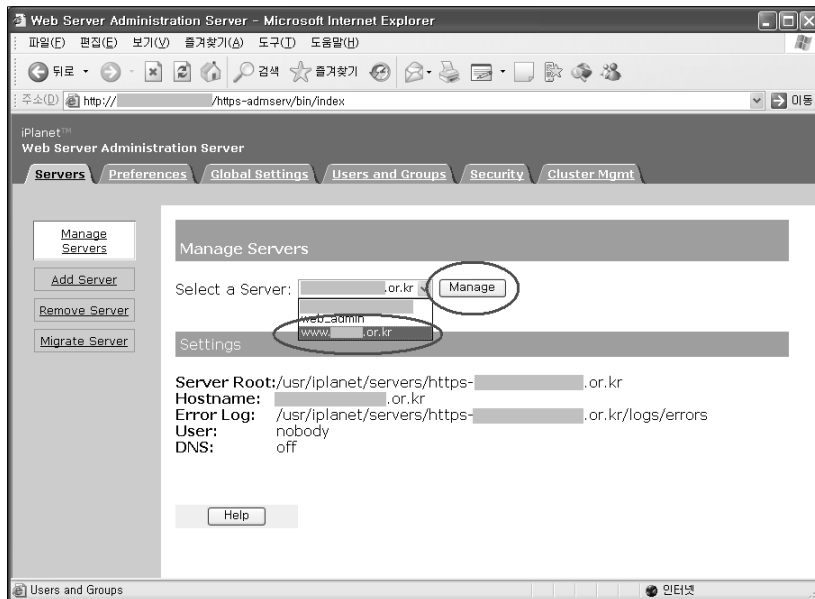 Web Server Administration Server - Microsoft Internet Explorer
파일(F) 편집(E) 보기(V) 즐겨찾기(A) 도구(T) 도움말(H)
뒤로 검색 즐겨찾기
주소(D) http:// /https-admserv/bin/index 이동
iPlanet™
Web Server Administration Server
Servers Preferences Global Settings Users and Groups Security Cluster Mgmt
Manage
Servers
Add Server
Remove Server
Migrate Server
Manage Servers
Select a Server: .or.kr Manage
web_admin
www. .or.kr
Settings
Server Root:/usr/iplanet/servers/https- .or.kr
Hostname: .or.kr
Error Log: /usr/iplanet/servers/https- .or.kr/logs/errors
User: nobody
DNS: off
Help
Users and Groups 인터넷